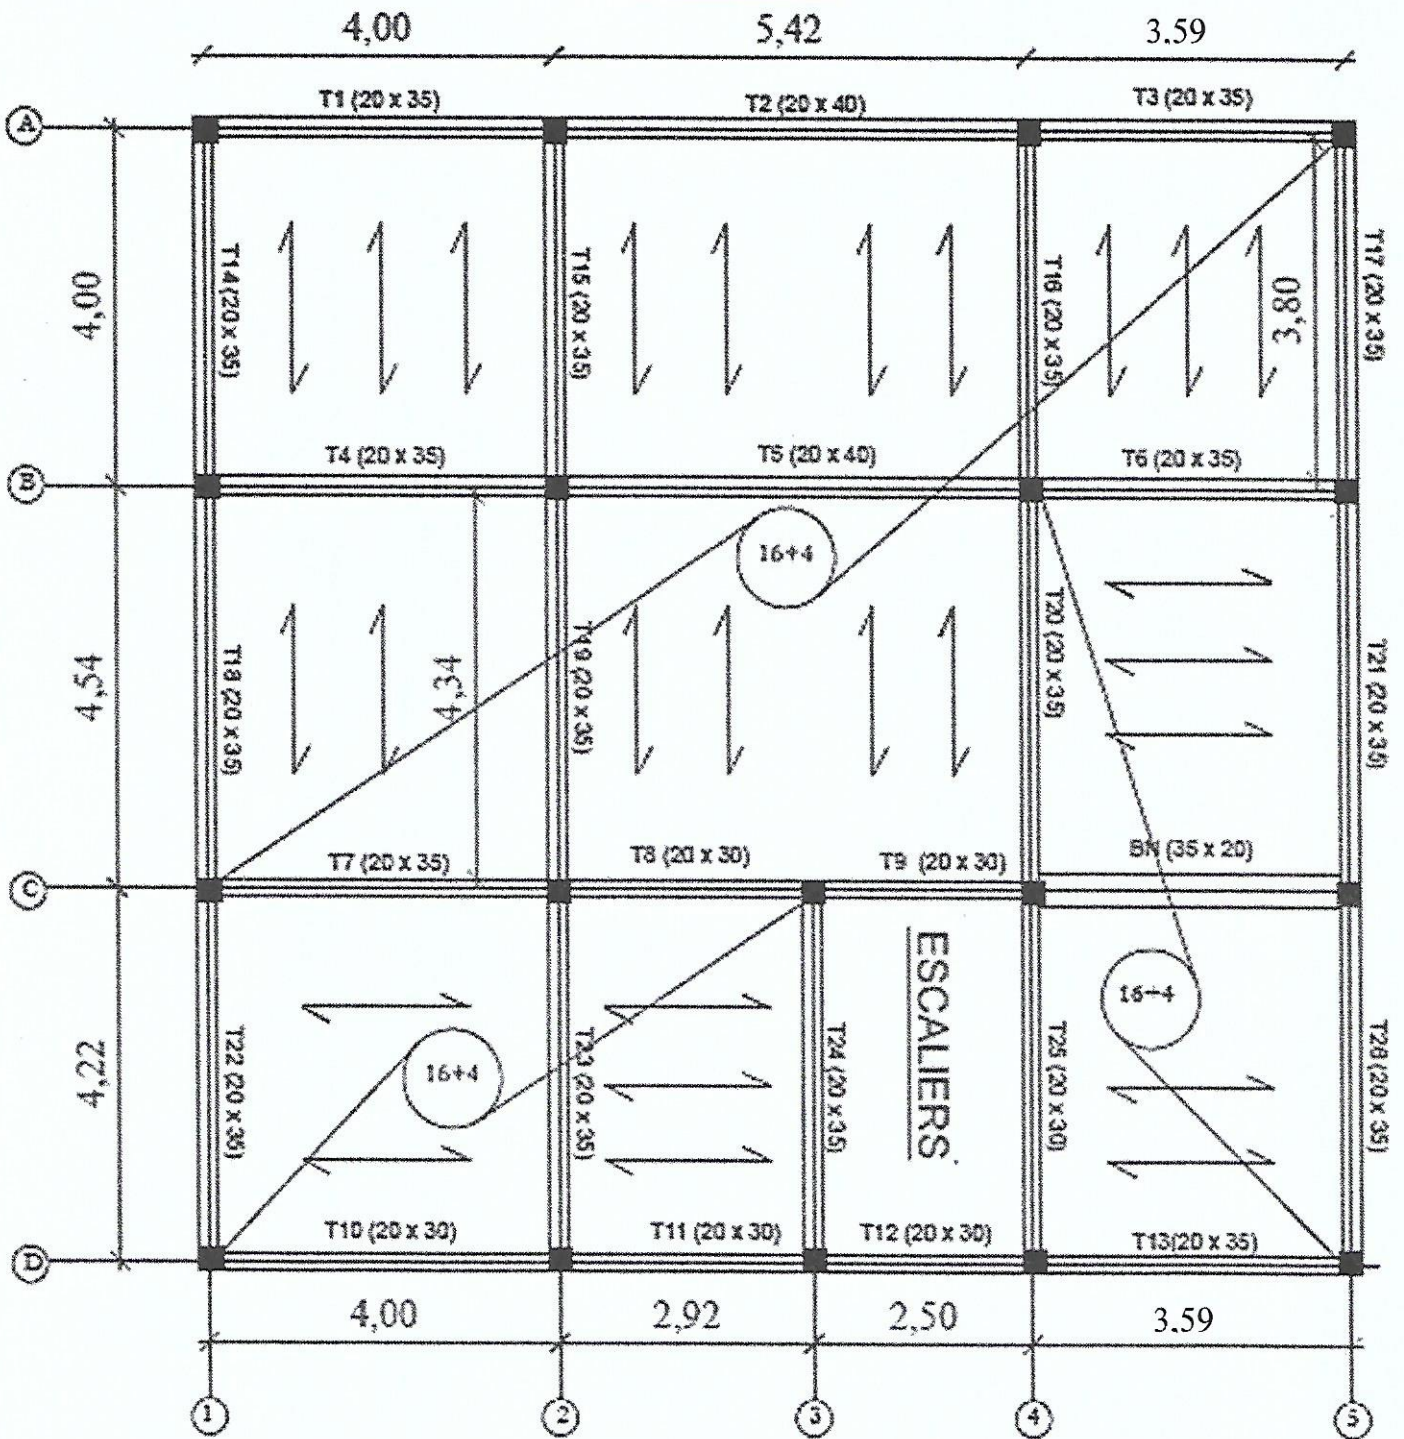 4,00 5,42 3.59
T1 (20 x 35) T2 (20 x 40) T3 (20 x 35)
A
T14 (20 x 35) T15 (20 x 35) T16 (20 x 35) T17 (20 x 35)
4,00 3,80
T4 (20 x 35) T5 (20 x 40) T6 (20 x 35)
B
16+4
T18 (20 x 35) T19 (20 x 35) T20 (20 x 35) T21 (20 x 35)
4,54 4,34
T7 (20 x 35) T8 (20 x 30) T9 (20 x 30) BN (35 x 20)
C
ESCALIERS
16+4 16+4
T22 (20 x 35) T23 (20 x 35) T24 (20 x 35) T25 (20 x 30) T26 (20 x 35)
4,22
T10 (20 x 30) T11 (20 x 30) T12 (20 x 30) T13(20 x 35)
D
4,00 2,92 2,50 3.59
1 2 3 4 5